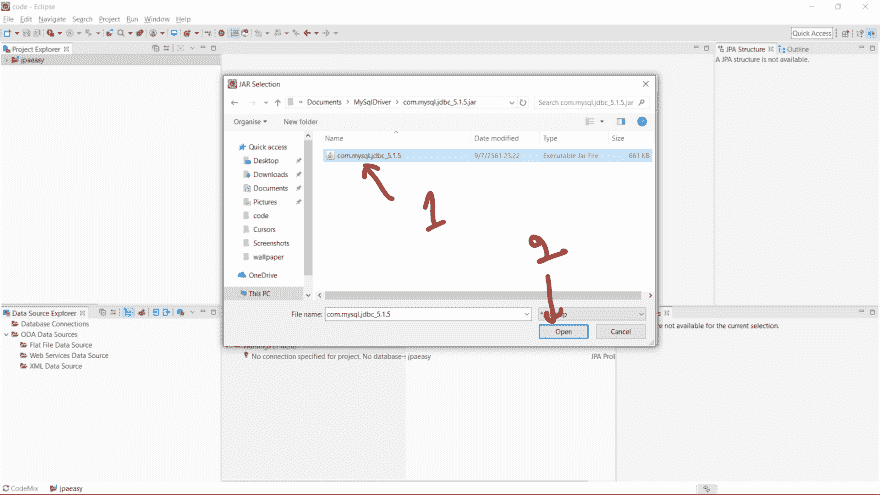 code - Eclipse
File Edit Navigate Search Project Run Window Help
Quick Access
Project Explorer
JPA Structure Outline
jpaeasy
A JPA structure is not available.
JAR Selection
« Documents > MySqlDriver > com.mysql.jdbc_5.1.5.jar
Search com.mysql.jdbc_5.1.5.jar
Organise New folder
Name Date modified Type Size
Quick access
com.mysql.jdbc_5.1.5 9/7/2561 23:22 Executable Jar File 661 KB
Desktop
Downloads
Documents
Pictures
code
Cursors
Screenshots
wallpaper
OneDrive
This PC
1
2
File name: com.mysql.jdbc_5.1.5
Open Cancel
Data Source Explorer
Database Connections
ODA Data Sources
Flat File Data Source
Web Services Data Source
XML Data Source
re not available for the current selection.
No connection specified for project. No database-s jpaeasy JPA Prol
CodeMix jpaeasy